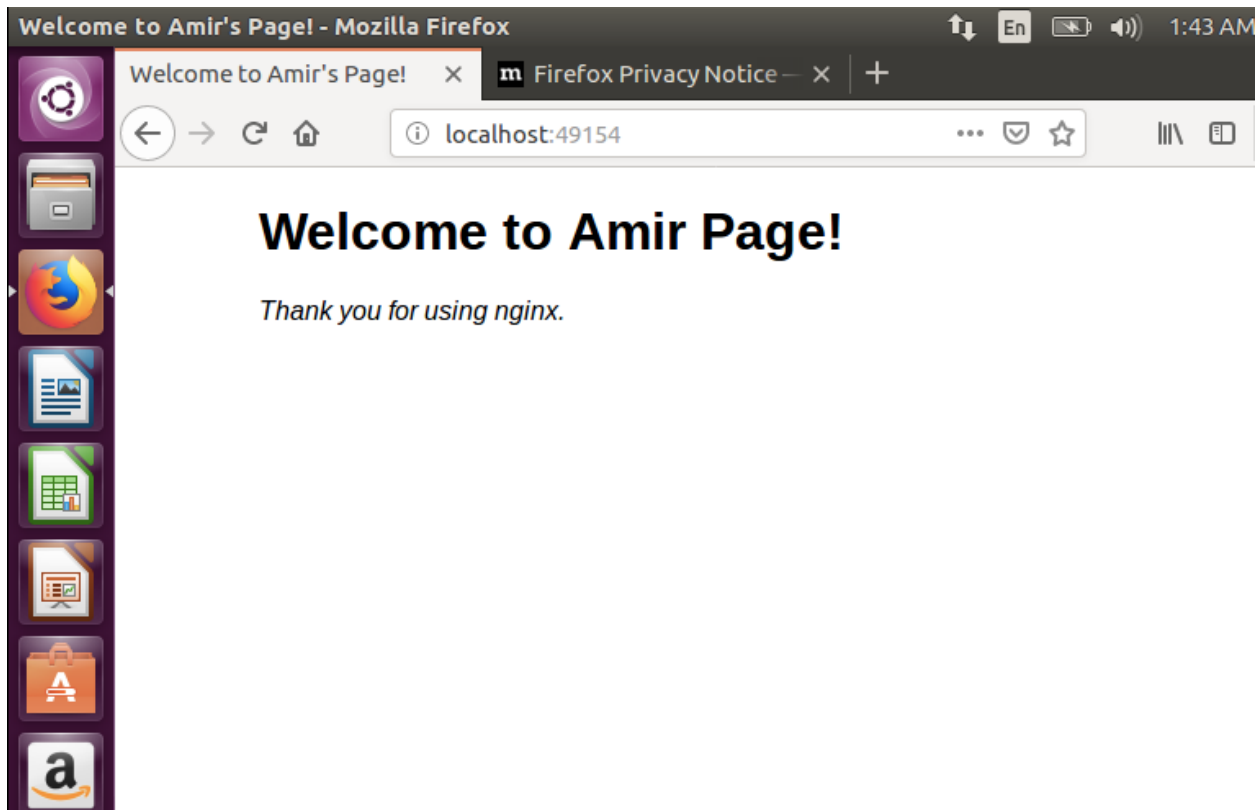 Welcome to Amir's Page! - Mozilla Firefox En 1:43 AM
Welcome to Amir's Page! m Firefox Privacy Notice —
localhost:49154
Welcome to Amir Page!
Thank you for using nginx.
A
a